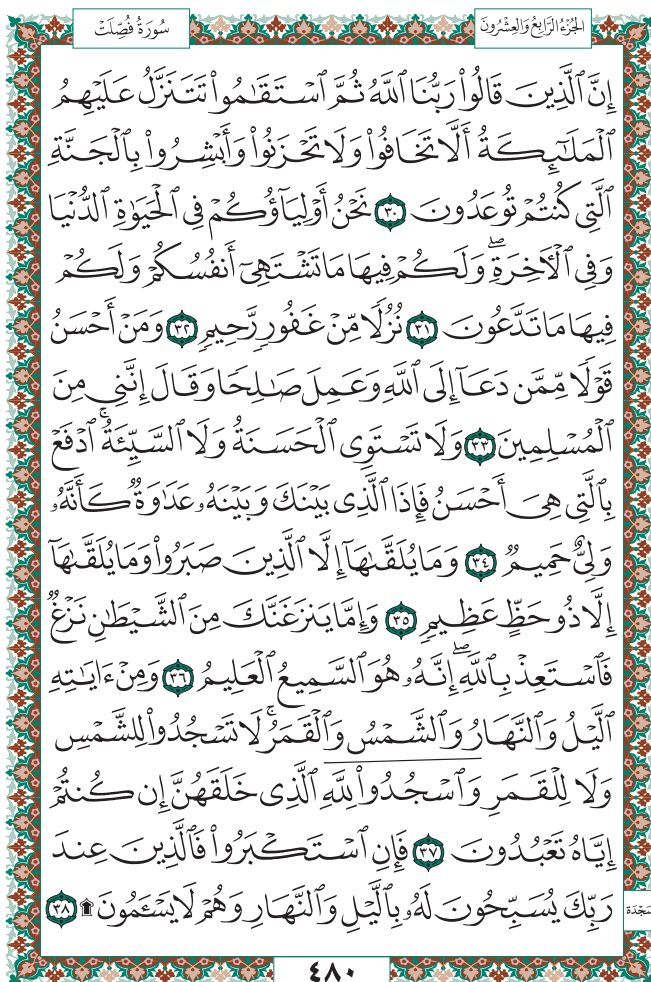 الجُزْءُ الرَّابِعُ وَالعِشْرُونَ
سُورَةُ فُصِّلَتْ
إِنَّ ٱلَّذِينَ قَالُوا۟ رَبُّنَا ٱللَّهُ ثُمَّ ٱسْتَقَـٰمُوا۟ تَتَنَزَّلُ عَلَيْهِمُ
ٱلْمَلَـٰٓئِكَةُ أَلَّا تَخَافُوا۟ وَلَا تَحْزَنُوا۟ وَأَبْشِرُوا۟ بِٱلْجَنَّةِ
ٱلَّتِى كُنتُمْ تُوعَدُونَ ٣٠ نَحْنُ أَوْلِيَآؤُكُمْ فِى ٱلْحَيَوٰةِ ٱلدُّنْيَا
وَفِى ٱلْـَٔاخِرَةِ ۖ وَلَكُمْ فِيهَا مَا تَشْتَهِىٓ أَنفُسُكُمْ وَلَكُمْ
فِيهَا مَا تَدَّعُونَ ٣١ نُزُلًا مِّنْ غَفُورٍ رَّحِيمٍ ٣٢ وَمَنْ أَحْسَنُ
قَوْلًا مِّمَّن دَعَآ إِلَى ٱللَّهِ وَعَمِلَ صَـٰلِحًا وَقَالَ إِنَّنِى مِنَ
ٱلْمُسْلِمِينَ ٣٣ وَلَا تَسْتَوِى ٱلْحَسَنَةُ وَلَا ٱلسَّيِّئَةُ ۚ ٱدْفَعْ
بِٱلَّتِى هِىَ أَحْسَنُ فَإِذَا ٱلَّذِى بَيْنَكَ وَبَيْنَهُۥ عَدَٰوَةٌ كَأَنَّهُۥ
وَلِىٌّ حَمِيمٌ ٣٤ وَمَا يُلَقَّىٰهَآ إِلَّا ٱلَّذِينَ صَبَرُوا۟ وَمَا يُلَقَّىٰهَآ
إِلَّا ذُو حَظٍّ عَظِيمٍ ٣٥ وَإِمَّا يَنزَغَنَّكَ مِنَ ٱلشَّيْطَـٰنِ نَزْغٌ
فَٱسْتَعِذْ بِٱللَّهِ ۖ إِنَّهُۥ هُوَ ٱلسَّمِيعُ ٱلْعَلِيمُ ٣٦ وَمِنْ ءَايَـٰتِهِ
ٱلَّيْلُ وَٱلنَّهَارُ وَٱلشَّمْسُ وَٱلْقَمَرُ ۚ لَا تَسْجُدُوا۟ لِلشَّمْسِ
وَلَا لِلْقَمَرِ وَٱسْجُدُوا۟ لِلَّهِ ٱلَّذِى خَلَقَهُنَّ إِن كُنتُمْ
إِيَّاهُ تَعْبُدُونَ ٣٧ فَإِنِ ٱسْتَكْبَرُوا۟ فَٱلَّذِينَ عِندَ
رَبِّكَ يُسَبِّحُونَ لَهُۥ بِٱلَّيْلِ وَٱلنَّهَارِ وَهُمْ لَا يَسْـَٔمُونَ ۩ ٣٨
سَجْدَة
٤٨٠